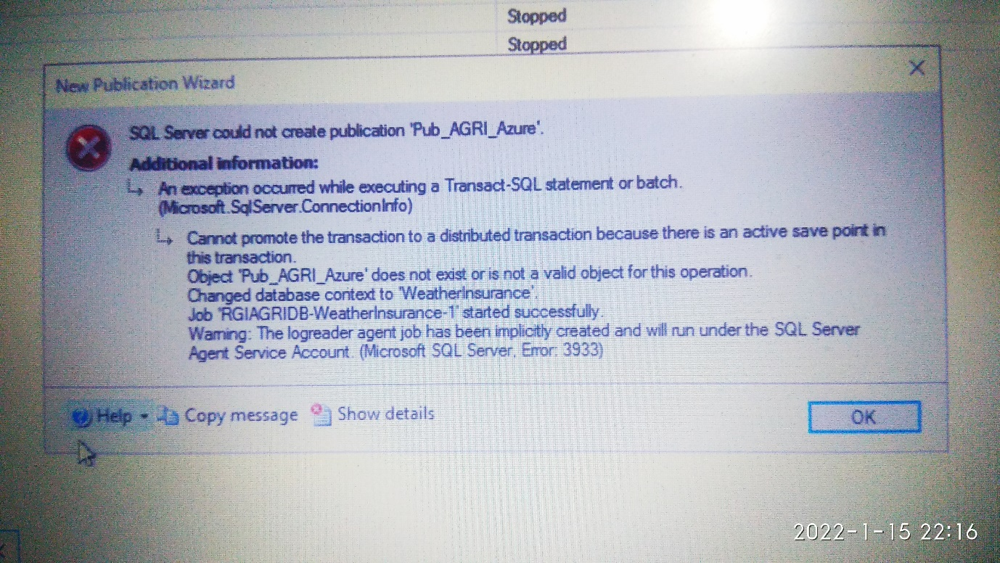 Stopped
Stopped
New Publication Wizard
SQL Server could not create publication 'Pub_AGRI_Azure'.
Additional information:
An exception occurred while executing a Transact-SQL statement or batch.
(Microsoft.SqlServer.ConnectionInfo)
Cannot promote the transaction to a distributed transaction because there is an active save point in
this transaction.
Object 'Pub_AGRI_Azure' does not exist or is not a valid object for this operation.
Changed database context to 'WeatherInsurance'.
Job 'RGIAGRIDB-WeatherInsurance-1' started successfully.
Warning: The logreader agent job has been implicitly created and will run under the SQL Server
Agent Service Account. (Microsoft SQL Server, Error: 3933)
Help Copy message Show details OK
2022-1-15 22:16